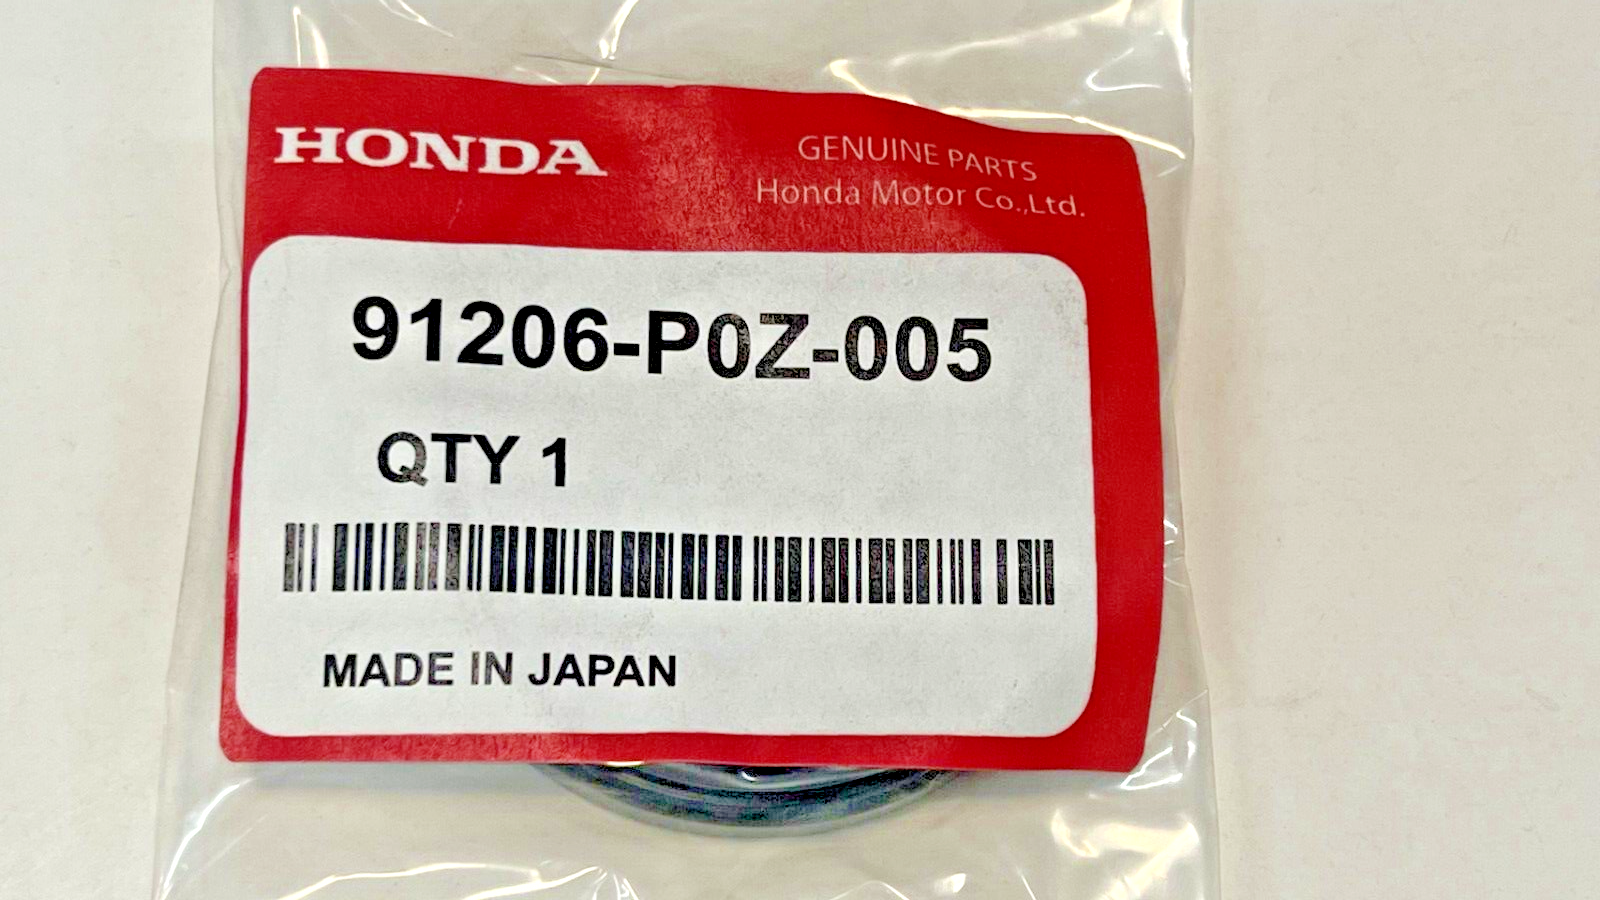 HONDA
GENUINE PARTS
Honda Motor Co.,Ltd.
91206-P0Z-005
QTY 1
MADE IN JAPAN